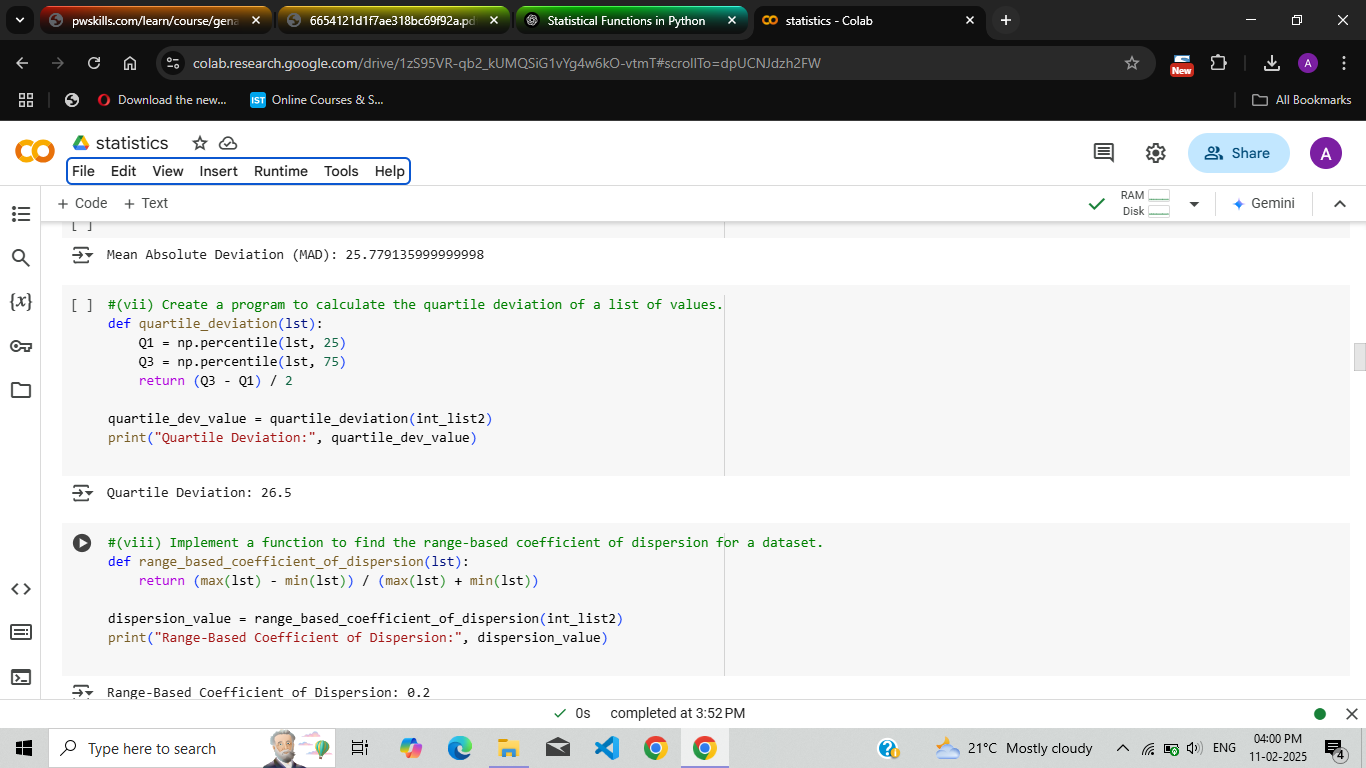 pwskills.com/learn/course/gena
6654121d1f7ae318bc69f92a.pd
Statistical Functions in Python
statistics - Colab
colab.research.google.com/drive/1zS95VR-qb2_kUMQSiG1vYg4w6kO-vtmT#scrollTo=dpUCNJdzh2FW
New
A
Download the new...
IST
Online Courses & S...
All Bookmarks
statistics
File Edit View Insert Runtime Tools Help
Share
A
+ Code + Text
RAM
Disk
Gemini
[ ]
Mean Absolute Deviation (MAD): 25.779135999999998
[ ] #(vii) Create a program to calculate the quartile deviation of a list of values.
def quartile_deviation(lst):
    Q1 = np.percentile(lst, 25)
    Q3 = np.percentile(lst, 75)
    return (Q3 - Q1) / 2
quartile_dev_value = quartile_deviation(int_list2)
print("Quartile Deviation:", quartile_dev_value)
Quartile Deviation: 26.5
#(viii) Implement a function to find the range-based coefficient of dispersion for a dataset.
def range_based_coefficient_of_dispersion(lst):
    return (max(lst) - min(lst)) / (max(lst) + min(lst))
dispersion_value = range_based_coefficient_of_dispersion(int_list2)
print("Range-Based Coefficient of Dispersion:", dispersion_value)
Range-Based Coefficient of Dispersion: 0.2
0s completed at 3:52 PM
Type here to search
21°C Mostly cloudy
ENG
04:00 PM
11-02-2025
4